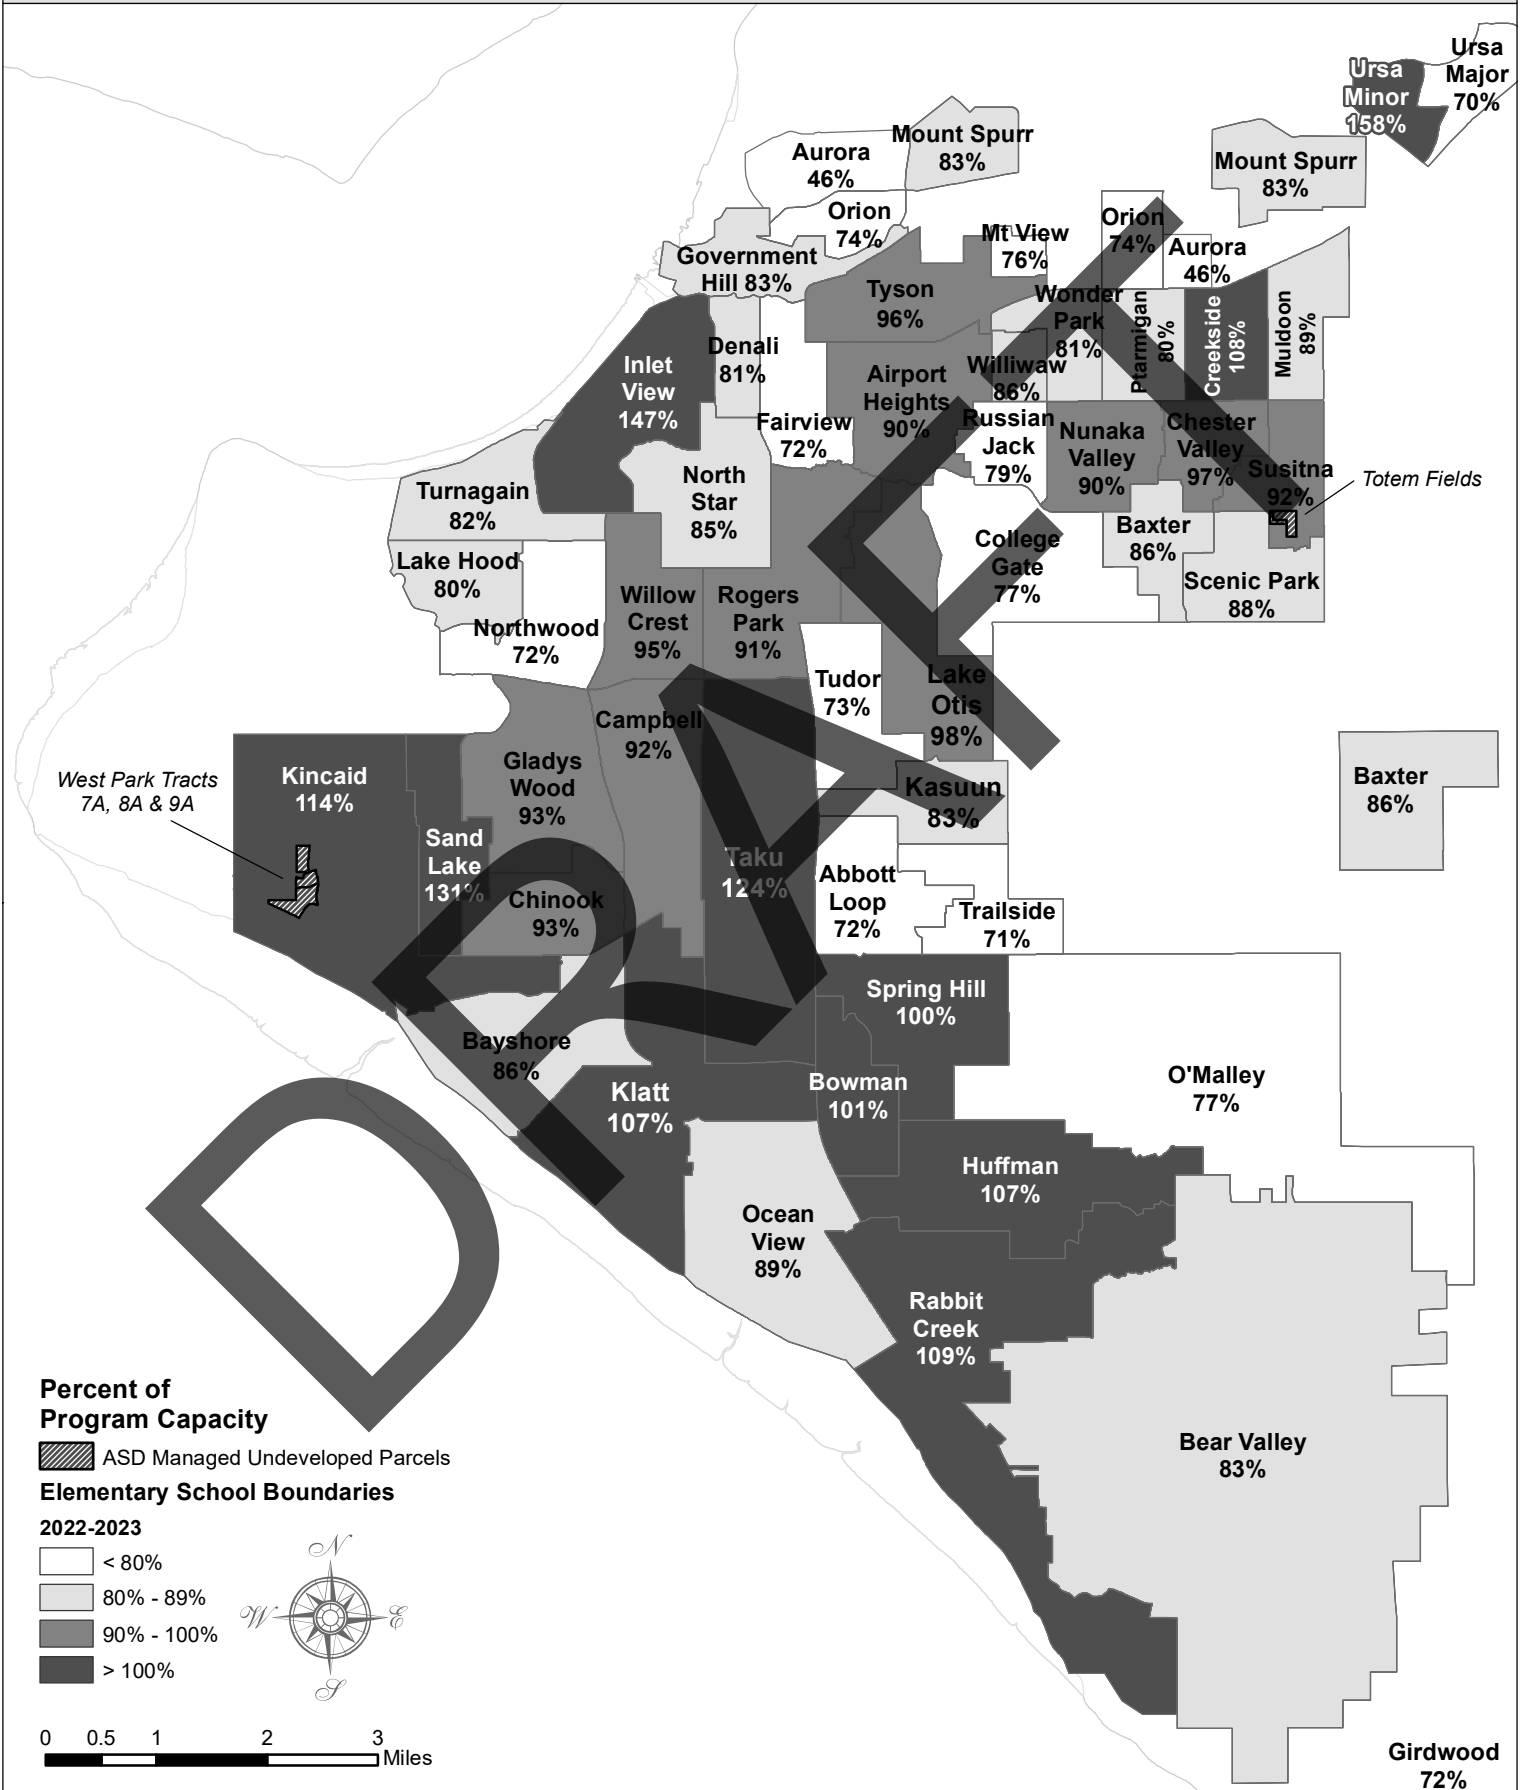 Ursa
Major
70%
Ursa
Minor
158%
Mount Spurr
83%
Aurora
46%
Mount Spurr
83%
Orion
74%
Orion
74%
Mt View
76%
Aurora
46%
Government
Hill 83%
Tyson
96%
Wonder
Park
81%
Ptarmigan
80%
Creekside
108%
Muldoon
89%
Denali
81%
Inlet
View
147%
Williwaw
86%
Airport
Heights
90%
Fairview
72%
Russian
Jack
79%
Nunaka
Valley
90%
Chester
Valley
97%
Susitna
92%
Totem Fields
North
Star
85%
Turnagain
82%
Baxter
86%
College
Gate
77%
Lake Hood
80%
Scenic Park
88%
Willow
Crest
95%
Rogers
Park
91%
Northwood
72%
Tudor
73%
Lake
Otis
98%
Campbell
92%
Gladys
Wood
93%
Kincaid
114%
West Park Tracts
7A, 8A & 9A
Kasuun
83%
Baxter
86%
Sand
Lake
131%
Taku
124%
Abbott
Loop
72%
Chinook
93%
Trailside
71%
Spring Hill
100%
Bayshore
86%
Klatt
107%
Bowman
101%
O'Malley
77%
Huffman
107%
Ocean
View
89%
Rabbit
Creek
109%
Bear Valley
83%
Girdwood
72%
DRAFT
Percent of
Program Capacity
ASD Managed Undeveloped Parcels
Elementary School Boundaries
2022-2023
< 80%
80% - 89%
90% - 100%
> 100%
N
W
E
S
0 0.5 1 2 3
Miles